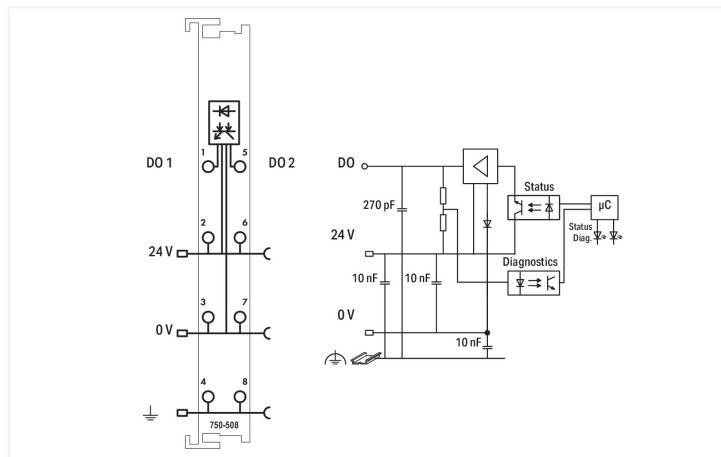 1
5
DO 1
DO 2
2
6
24 V
3
7
0 V
4
8
750-508
DO
270 pF
Status
µC
Status
Diag.
24 V
Diagnostics
10 nF
10 nF
0 V
10 nF